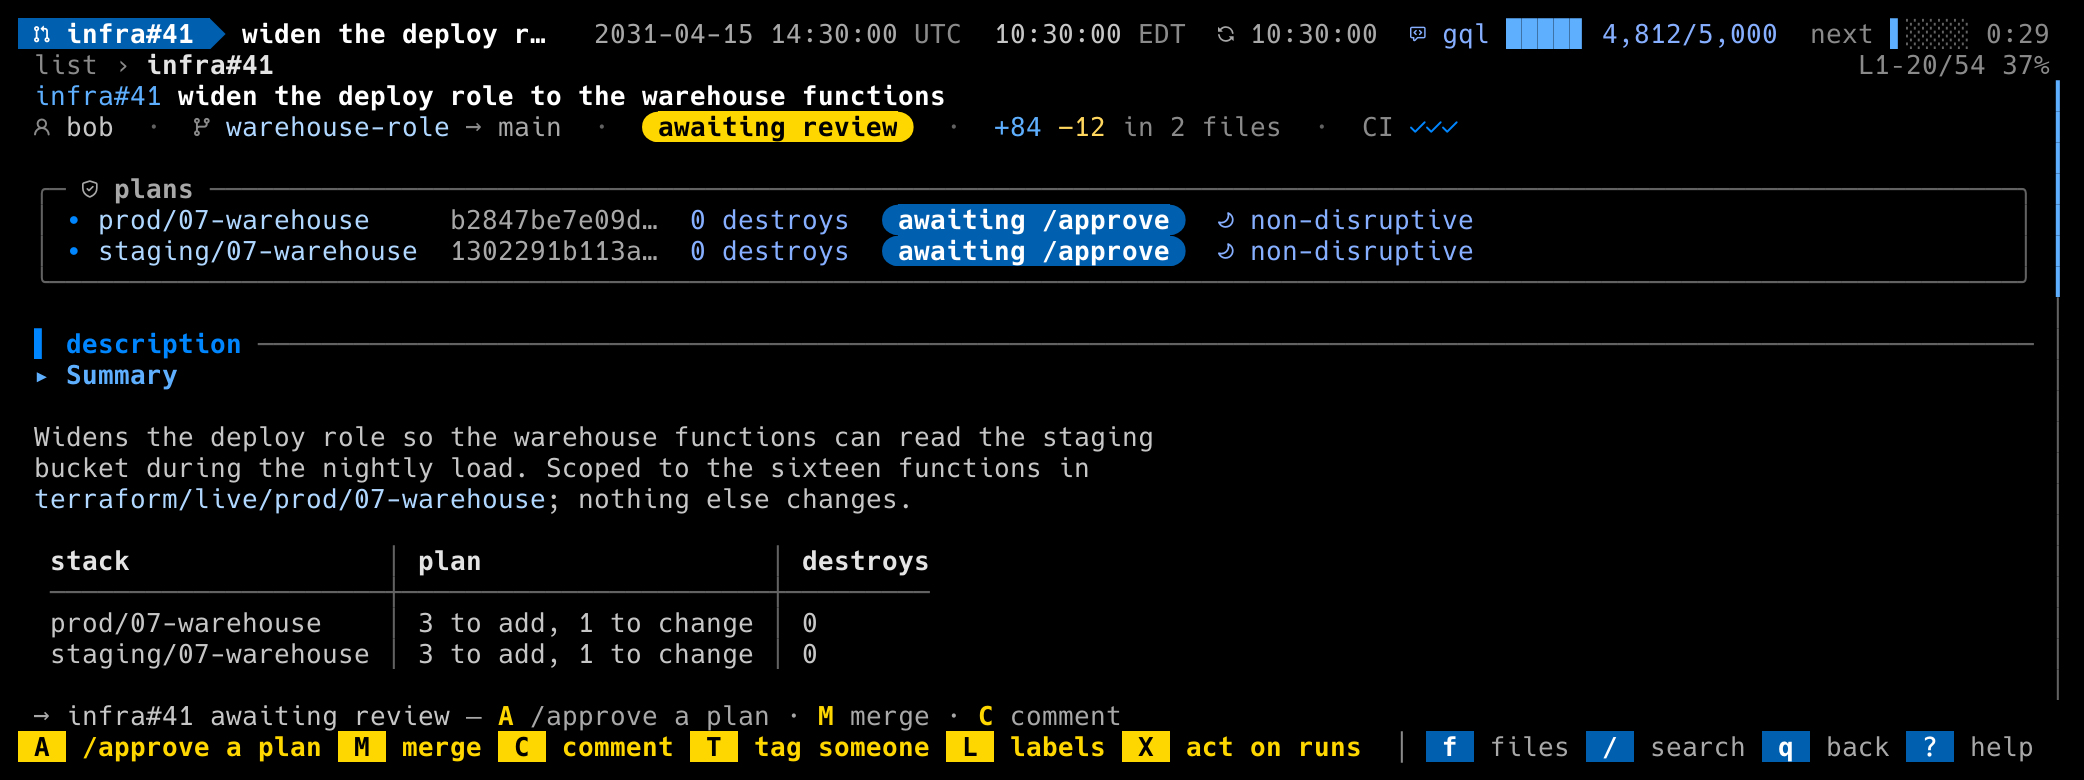 infra#41 widen the deploy r… 2031-04-15 14:30:00 UTC 10:30:00 EDT 10:30:00 gql 4,812/5,000 next 0:29
list › infra#41 L1-20/54 37%
infra#41 widen the deploy role to the warehouse functions
bob · warehouse-role → main · awaiting review · +84 −12 in 2 files · CI ✓✓✓
plans
• prod/07-warehouse b2847be7e09d… 0 destroys awaiting /approve non-disruptive
• staging/07-warehouse 1302291b113a… 0 destroys awaiting /approve non-disruptive
description
▸ Summary
Widens the deploy role so the warehouse functions can read the staging
bucket during the nightly load. Scoped to the sixteen functions in
terraform/live/prod/07-warehouse; nothing else changes.
stack │ plan │ destroys
prod/07-warehouse │ 3 to add, 1 to change │ 0
staging/07-warehouse │ 3 to add, 1 to change │ 0
→ infra#41 awaiting review — A /approve a plan · M merge · C comment
A /approve a plan M merge C comment T tag someone L labels X act on runs │ f files / search q back ? help